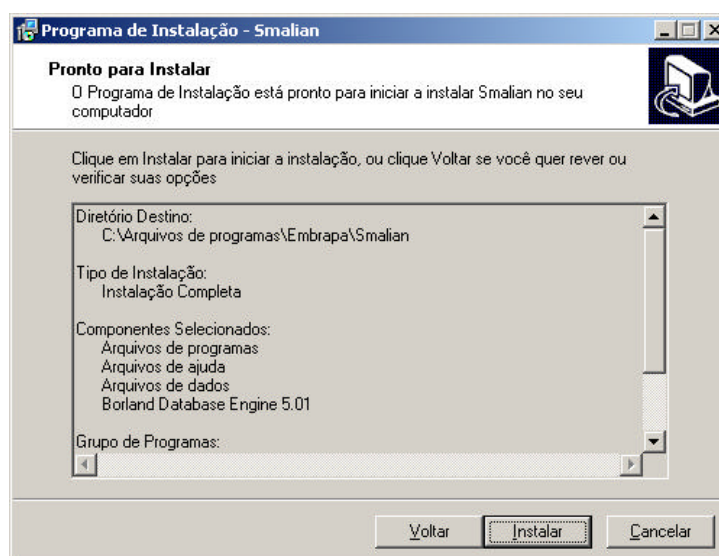 Programa de Instalação - Smalian
Pronto para Instalar
O Programa de Instalação está pronto para iniciar a instalar Smalian no seu
computador
Clique em Instalar para iniciar a instalação, ou clique Voltar se você quer rever ou
verificar suas opções
Diretório Destino:
C:\Arquivos de programas\Embrapa\Smalian
Tipo de Instalação:
Instalação Completa
Componentes Selecionados:
Arquivos de programas
Arquivos de ajuda
Arquivos de dados
Borland Database Engine 5.01
Grupo de Programas:
Voltar Instalar Cancelar